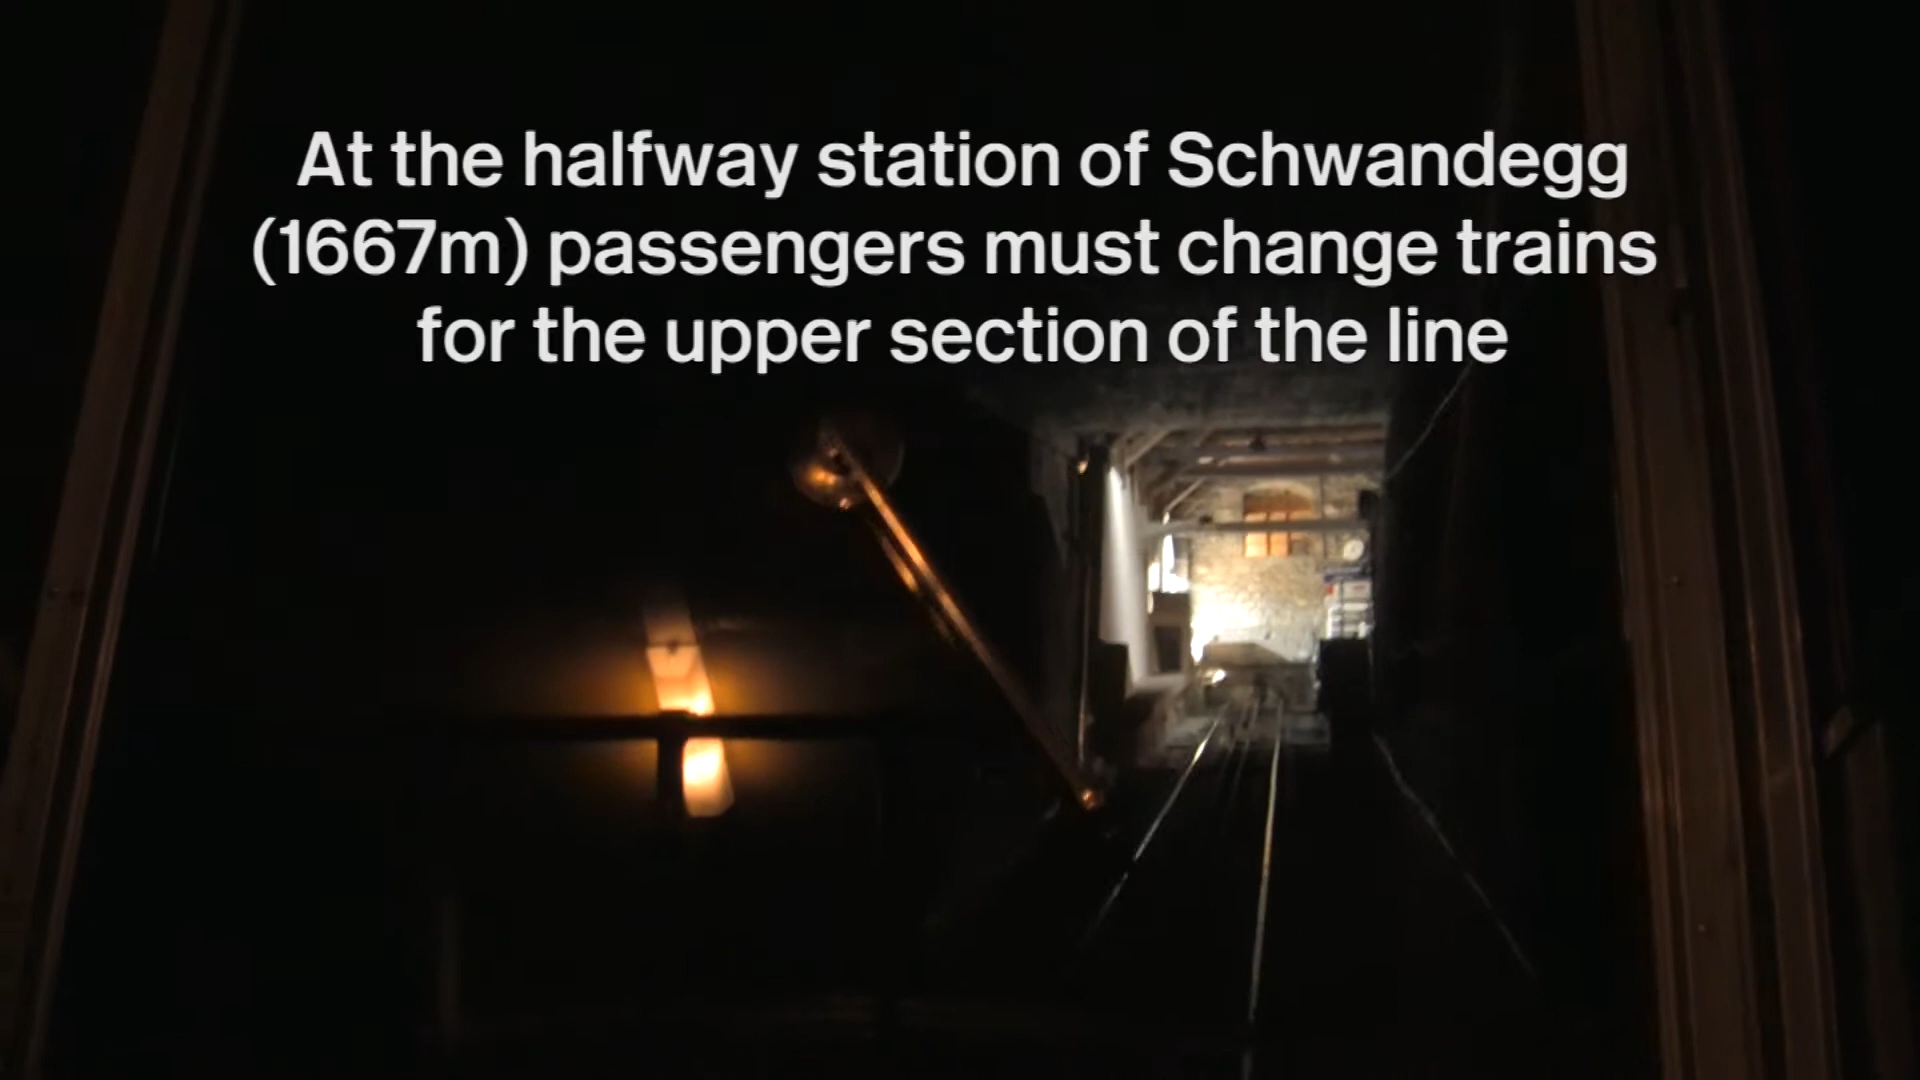 At the halfway station of Schwandegg
(1667m) passengers must change trains
for the upper section of the line